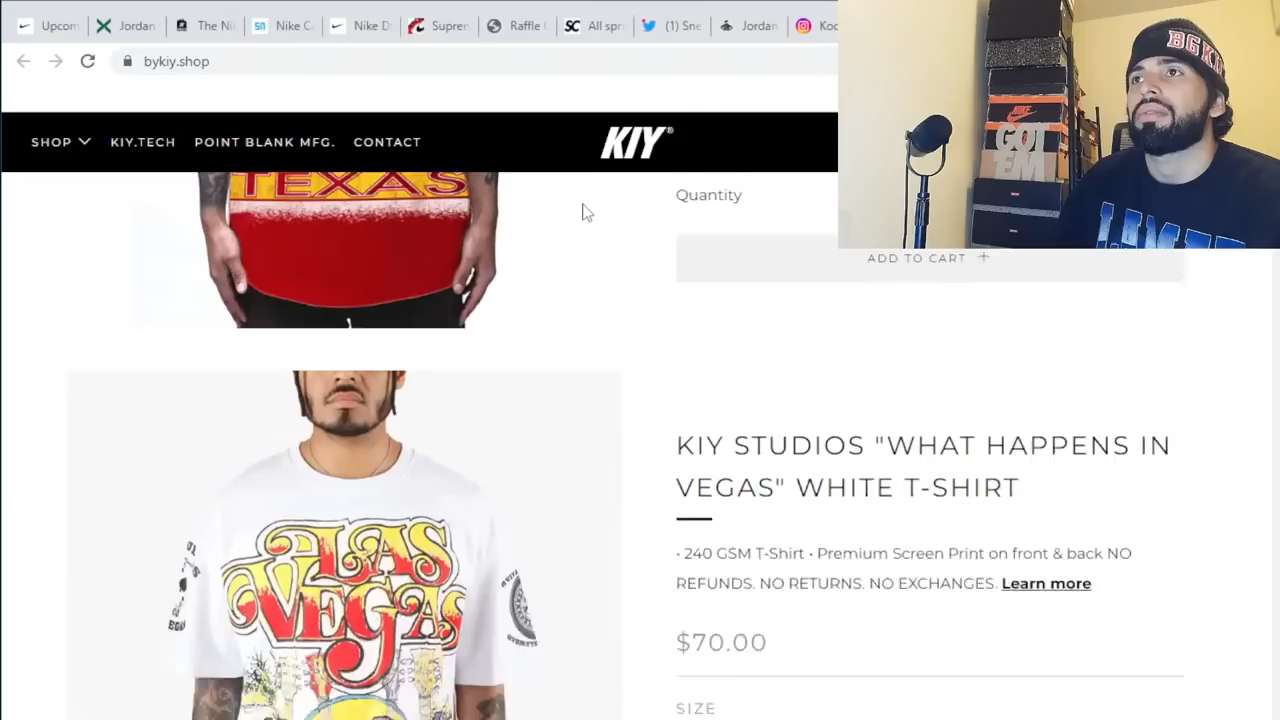 Upcom
Jordan
The Ni
Nike C
Nike D
Supren
Raffle
SC All spr
(1) Sne
Jordan
Koc
bykiy.shop
SHOP KIY.TECH POINT BLANK MFG. CONTACT
KIY®
BGKI
NIKE
GOT
EM
TEXAS
Quantity
ADD TO CART +
KIY STUDIOS "WHAT HAPPENS IN
VEGAS" WHITE T-SHIRT
• 240 GSM T-Shirt • Premium Screen Print on front & back NO
REFUNDS. NO RETURNS. NO EXCHANGES. Learn more
$70.00
SIZE
LAS
VEGAS